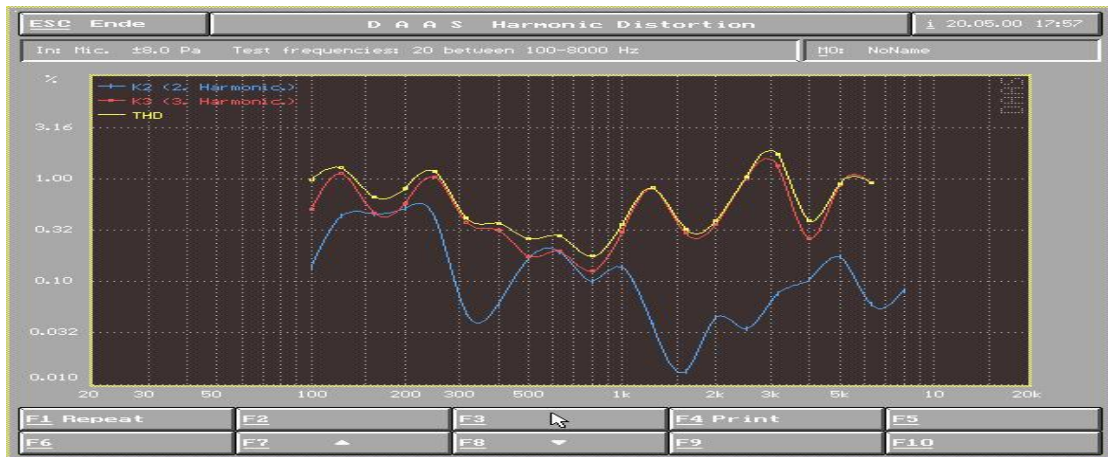 ESC Ende D A A S Harmonic Distortion i 20.05.00 17:57
In: Mic. ±8.0 Pa Test frequencies: 20 between 100-8000 Hz MO: NoName
%
K2 (2. Harmonic.)
K3 (3. Harmonic.)
THD
DAAS
3.16
1.00
0.32
0.10
0.032
0.010
20 30 50 100 200 300 500 1k 2k 3k 5k 10 20k
F1 Repeat F2 F3 F4 Print F5
F6 F7 F8 F9 F10